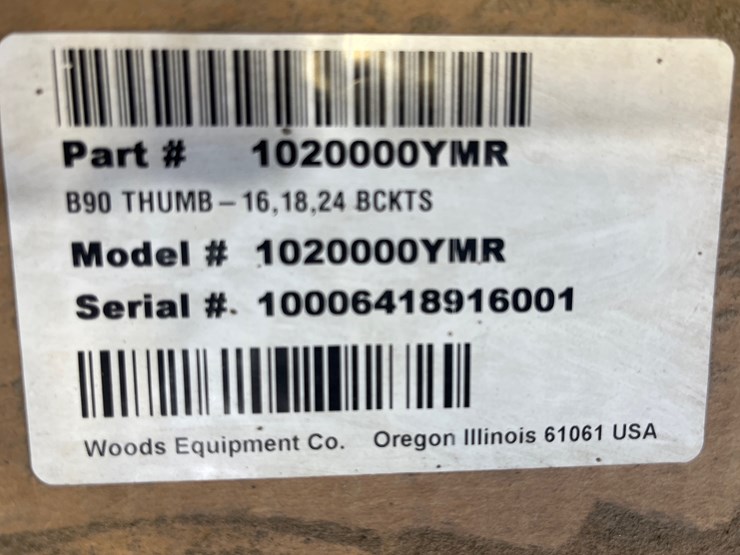 Part # 1020000YMR
B90 THUMB – 16,18,24 BCKTS
Model # 1020000YMR
Serial #. 10006418916001
Woods Equipment Co. Oregon Illinois 61061 USA